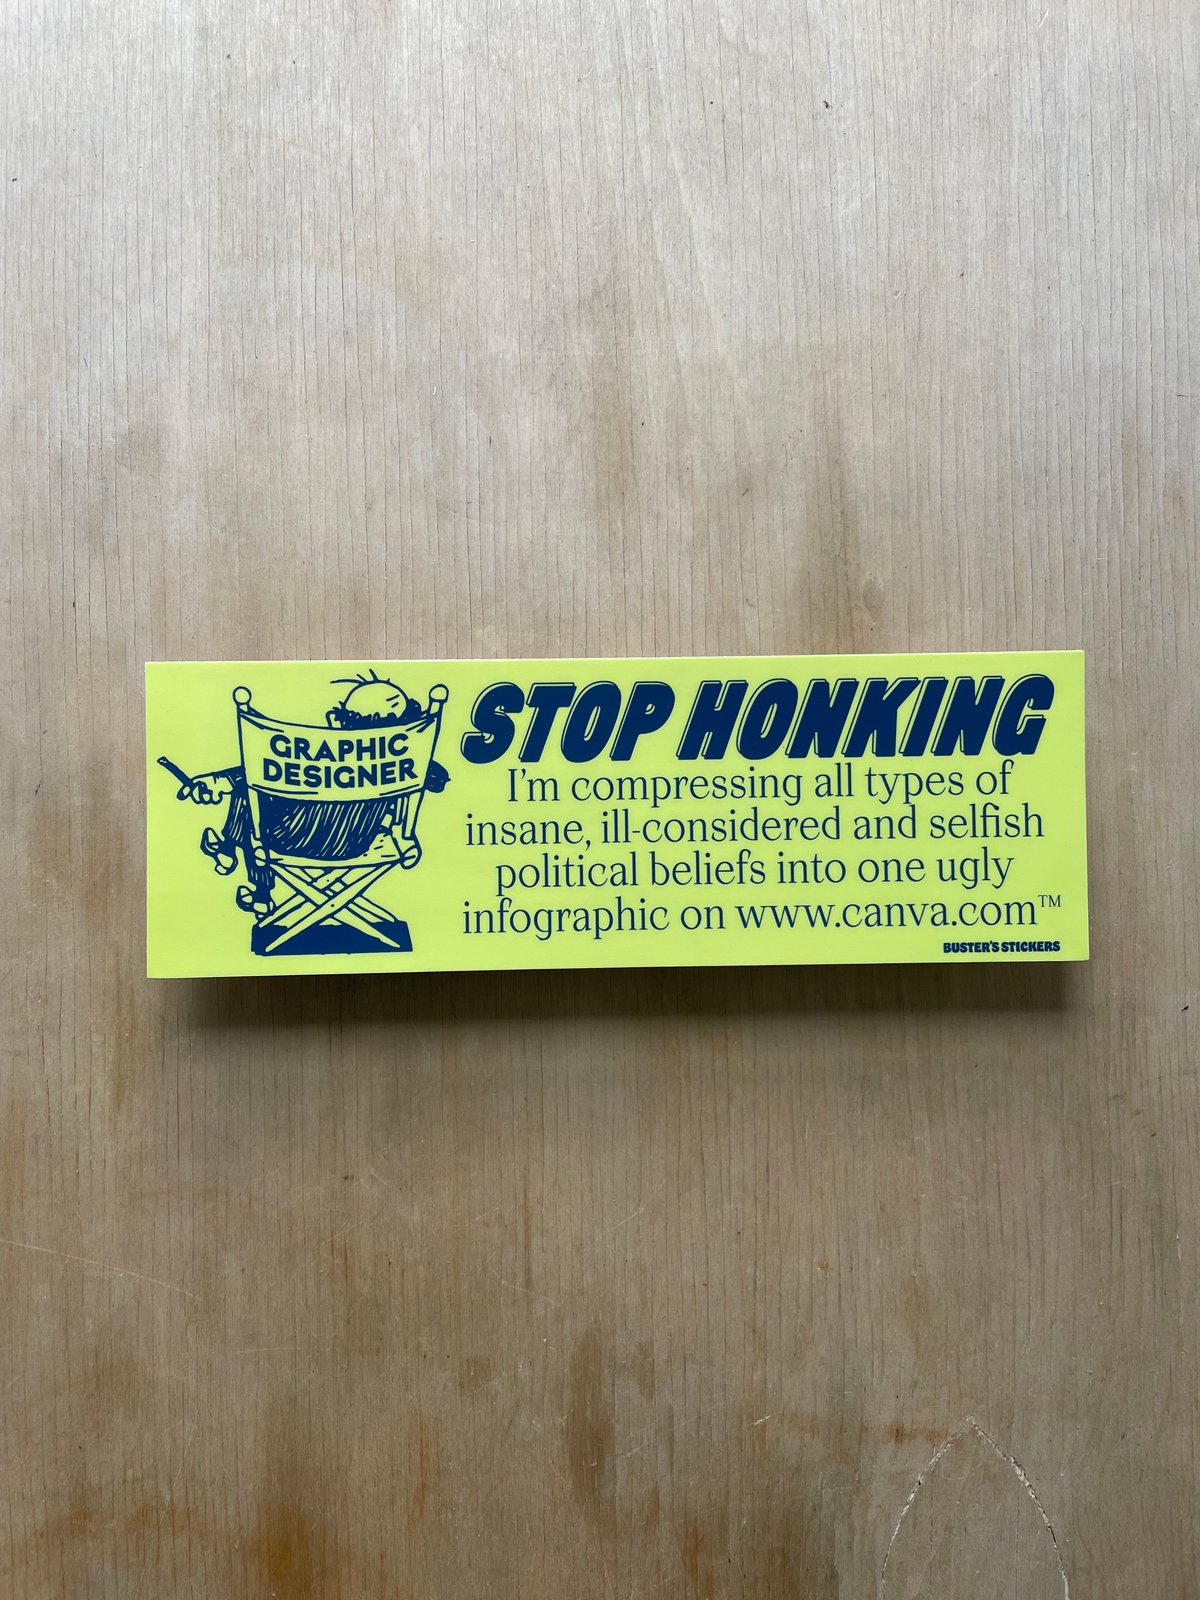 GRAPHIC
DESIGNER
STOP HONKING
I'm compressing all types of
insane, ill-considered and selfish
political beliefs into one ugly
infographic on www.canva.com™
BUSTER'S STICKERS